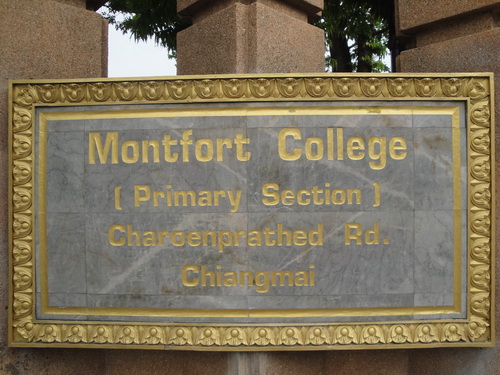 Montfort College
( Primary Section )
Charoenprathed Rd.
Chiangmai